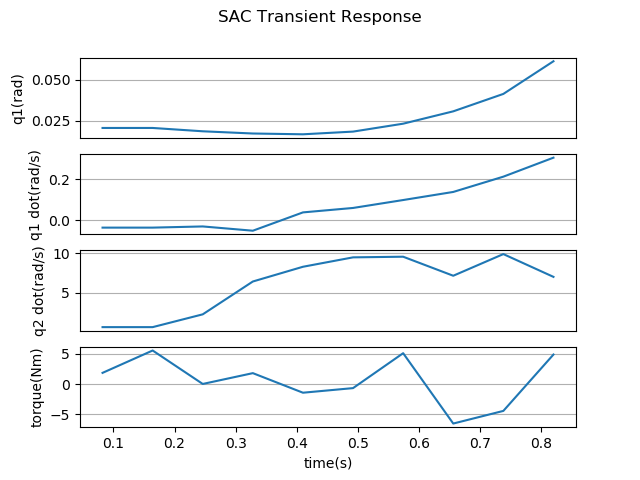 SAC Transient Response
0.050
0.025
q1(rad)
0.2
0.0
q1 dot(rad/s)
10
5
q2 dot(rad/s)
5
0
−5
torque(Nm)
0.1 0.2 0.3 0.4 0.5 0.6 0.7 0.8
time(s)